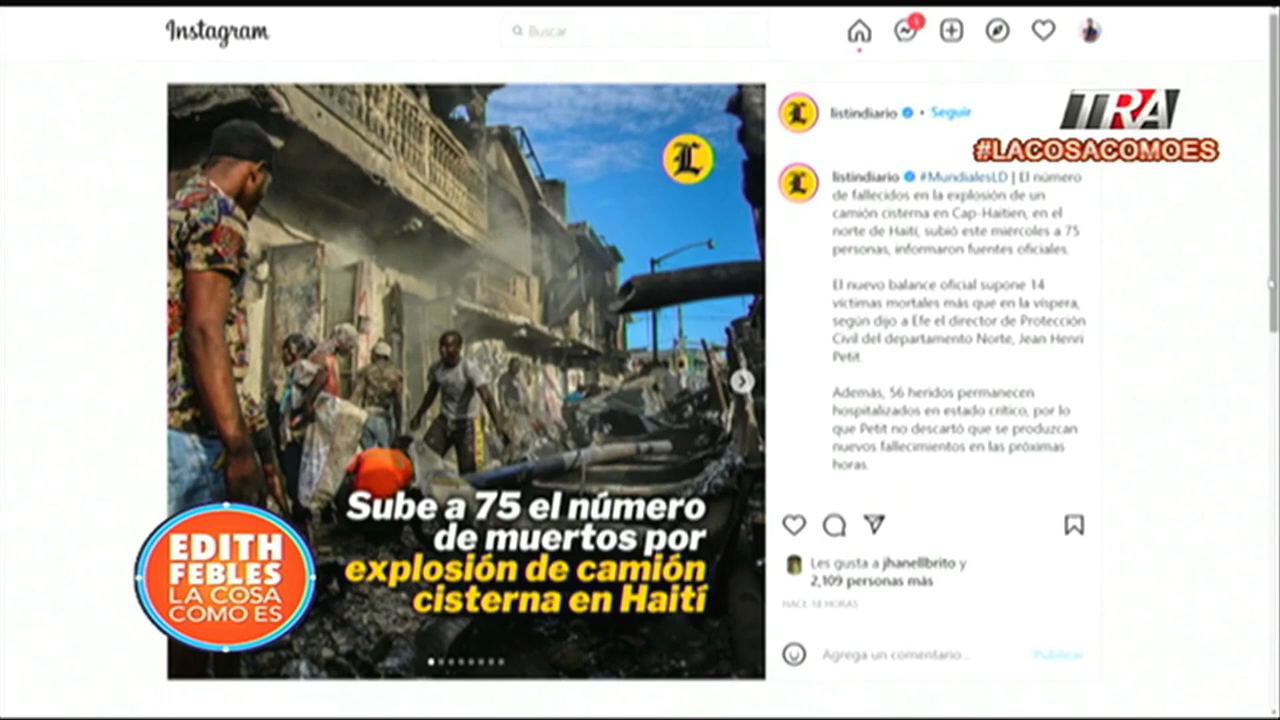 Instagram
Buscar
1
TRA
#LACOSACOMOES
L
L
listindiario • Seguir
L
listindiario #MundialesLD | El número
de fallecidos en la explosión de un
camión cisterna en Cap-Haitien, en el
norte de Haití, subió este miércoles a 75
personas, informaron fuentes oficiales.
El nuevo balance oficial supone 14
víctimas mortales más que en la víspera,
según dijo a Efe el director de Protección
Civil del departamento Norte, Jean Henri
Petit.
Además, 56 heridos permanecen
hospitalizados en estado crítico, por lo
que Petit no descartó que se produzcan
nuevos fallecimientos en las próximas
horas.
Sube a 75 el número
de muertos por
explosión de camión
cisterna en Haití
EDITH
FEBLES
LA COSA
COMO ES
Les gusta a jhanellbrito y
2,109 personas más
HACE 18 HORAS
Agrega un comentario...
Publicar